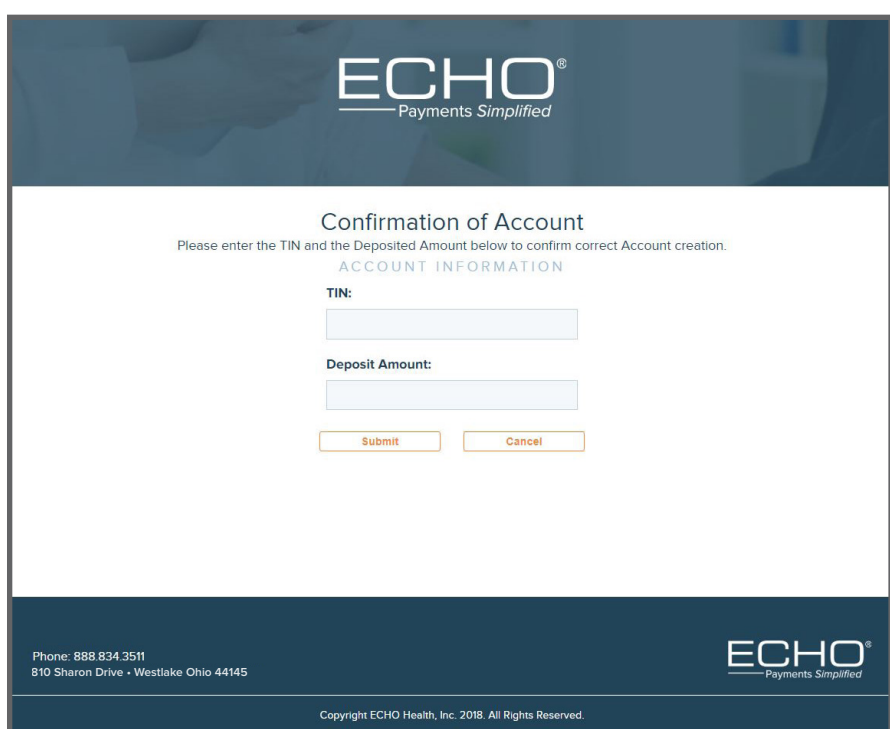 ECHO®
Payments Simplified
Confirmation of Account
Please enter the TIN and the Deposited Amount below to confirm correct Account creation.
ACCOUNT INFORMATION
TIN:
Deposit Amount:
Submit Cancel
Phone: 888.834.3511
810 Sharon Drive • Westlake Ohio 44145
ECHO®
Payments Simplified
Copyright ECHO Health, Inc. 2018. All Rights Reserved.